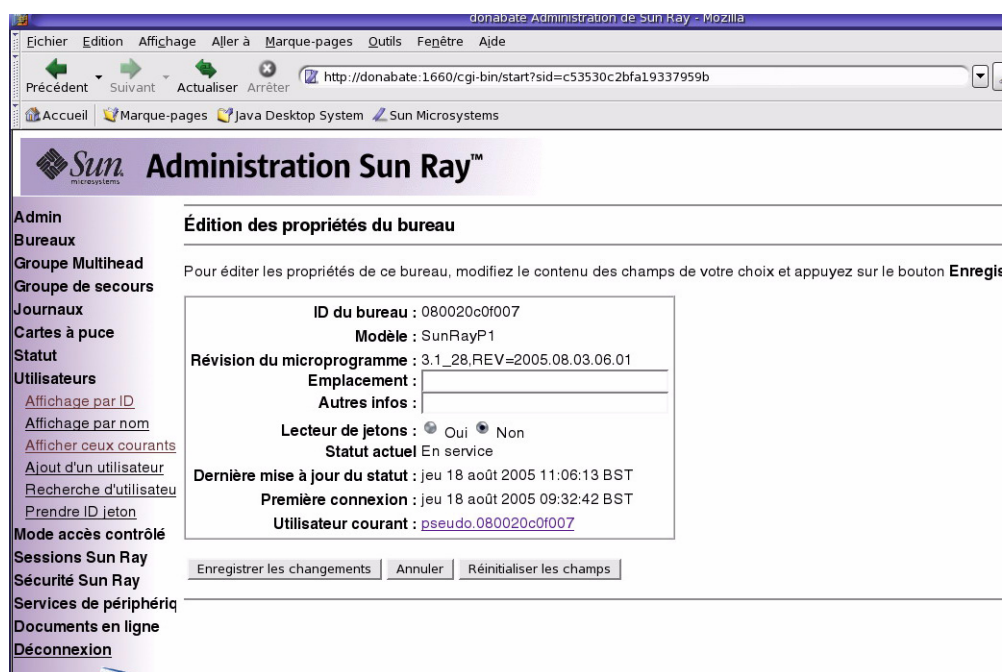 donabate Administration de Sun Ray - Mozilla
Eichier Edition Affichage Aller à Marque-pages Outils Fenêtre Aide
Précédent Suivant Actualiser Arrêter http://donabate:1660/cgi-bin/start?sid=c53530c2bfa19337959b
Accueil Marque-pages Java Desktop System Sun Microsystems
Sun microsystems Administration Sun Ray™
Admin
Bureaux
Groupe Multihead
Groupe de secours
Journaux
Cartes à puce
Statut
Utilisateurs
Affichage par ID
Affichage par nom
Afficher ceux courants
Ajout d'un utilisateur
Recherche d'utilisateu
Prendre ID jeton
Mode accès contrôlé
Sessions Sun Ray
Sécurité Sun Ray
Services de périphériq
Documents en ligne
Déconnexion
Édition des propriétés du bureau
Pour éditer les propriétés de ce bureau, modifiez le contenu des champs de votre choix et appuyez sur le bouton Enregis
ID du bureau : 080020c0f007
Modèle : SunRayP1
Révision du microprogramme : 3.1_28,REV=2005.08.03.06.01
Emplacement :
Autres infos :
Lecteur de jetons : Oui Non
Statut actuel En service
Dernière mise à jour du statut : jeu 18 août 2005 11:06:13 BST
Première connexion : jeu 18 août 2005 09:32:42 BST
Utilisateur courant : pseudo.080020c0f007
Enregistrer les changements Annuler Réinitialiser les champs